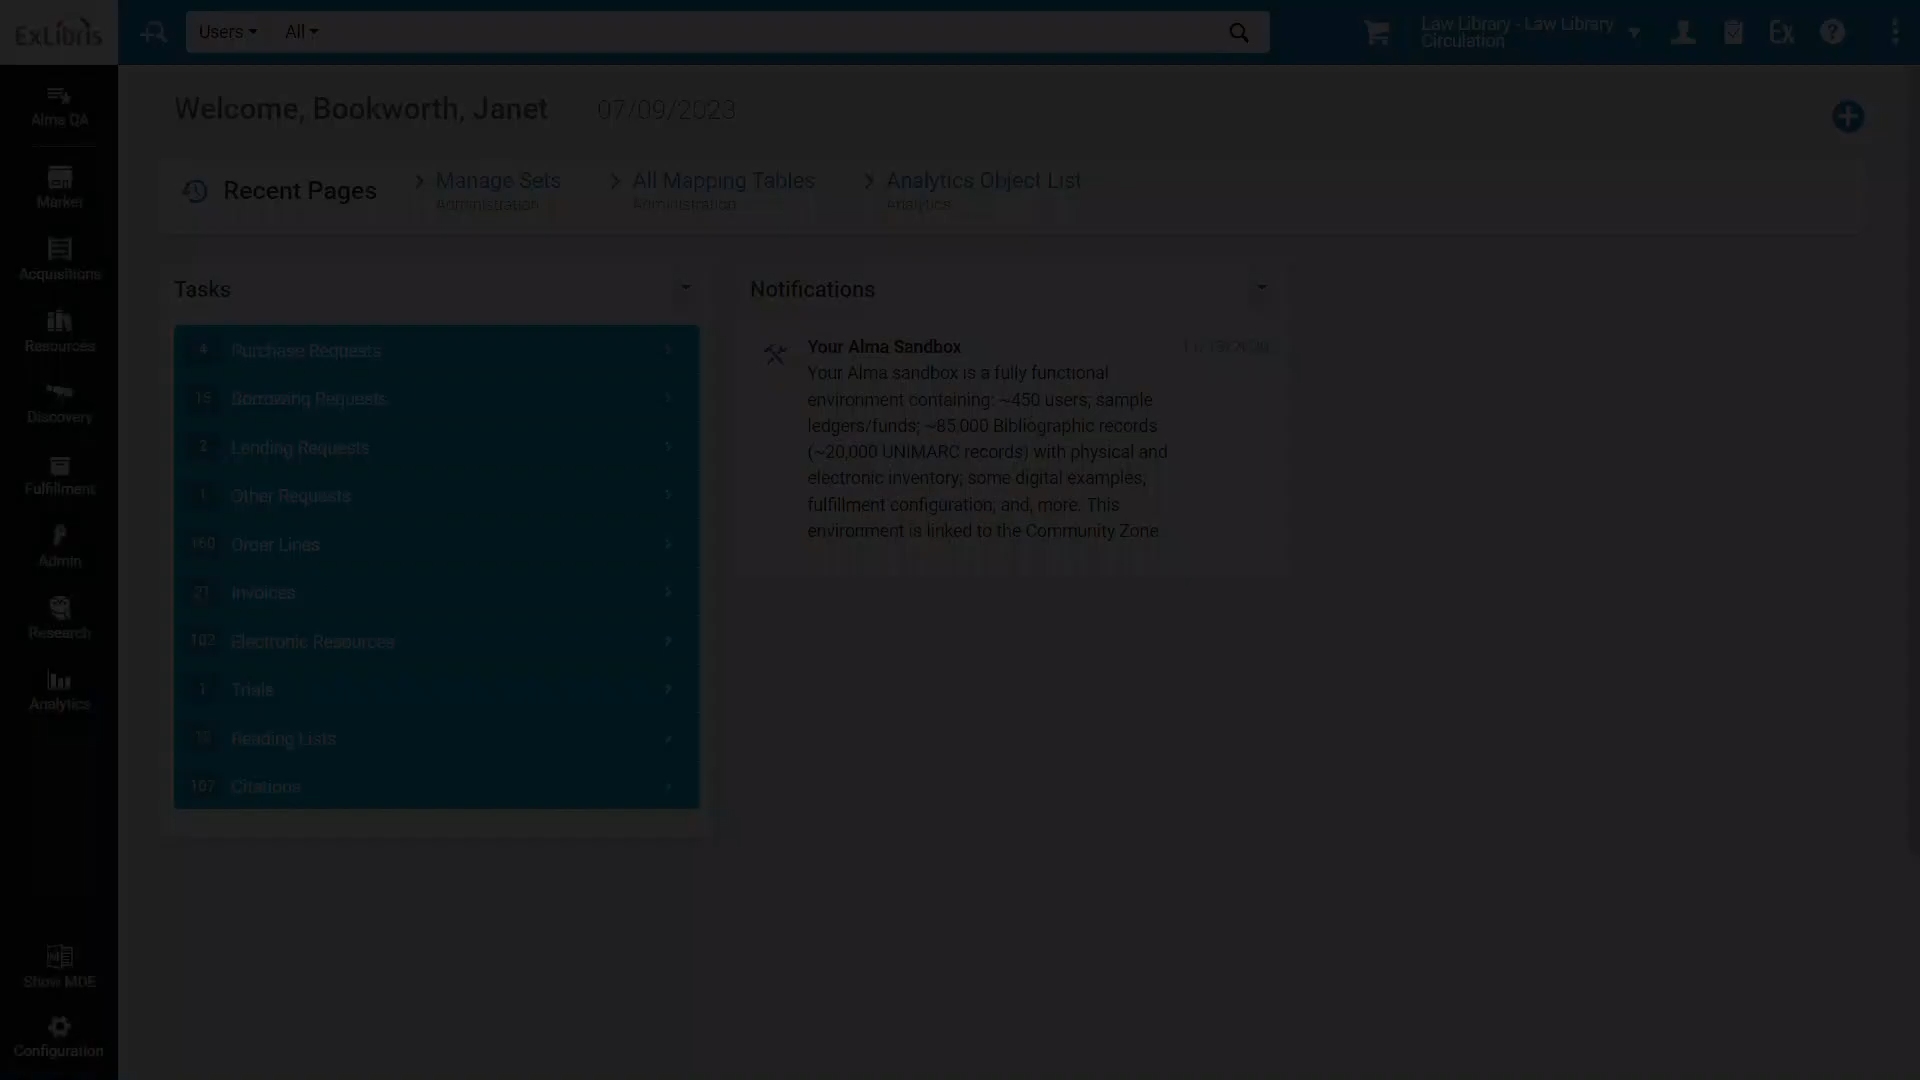 ExLibris
Users
All
Law Library - Law Library
Circulation
Ex
?
Alma QA
Welcome, Bookworth, Janet
07/09/2023
Recent Pages
Manage Sets
Administration
All Mapping Tables
Administration
Analytics Object List
Analytics
Market
Acquisitions
Resources
Discovery
Fulfillment
Admin
Research
Analytics
Show MDE
Configuration
Tasks
4 Purchase Requests
15 Borrowing Requests
2 Lending Requests
1 Other Requests
160 Order Lines
21 Invoices
102 Electronic Resources
1 Trials
Reading Lists
107 Citations
Notifications
Your Alma Sandbox
Your Alma sandbox is a fully functional
environment containing: ~450 users; sample
ledgers/funds; ~85,000 Bibliographic records
(~20,000 UNIMARC records) with physical and
electronic inventory; some digital examples,
fulfillment configuration; and, more. This
environment is linked to the Community Zone